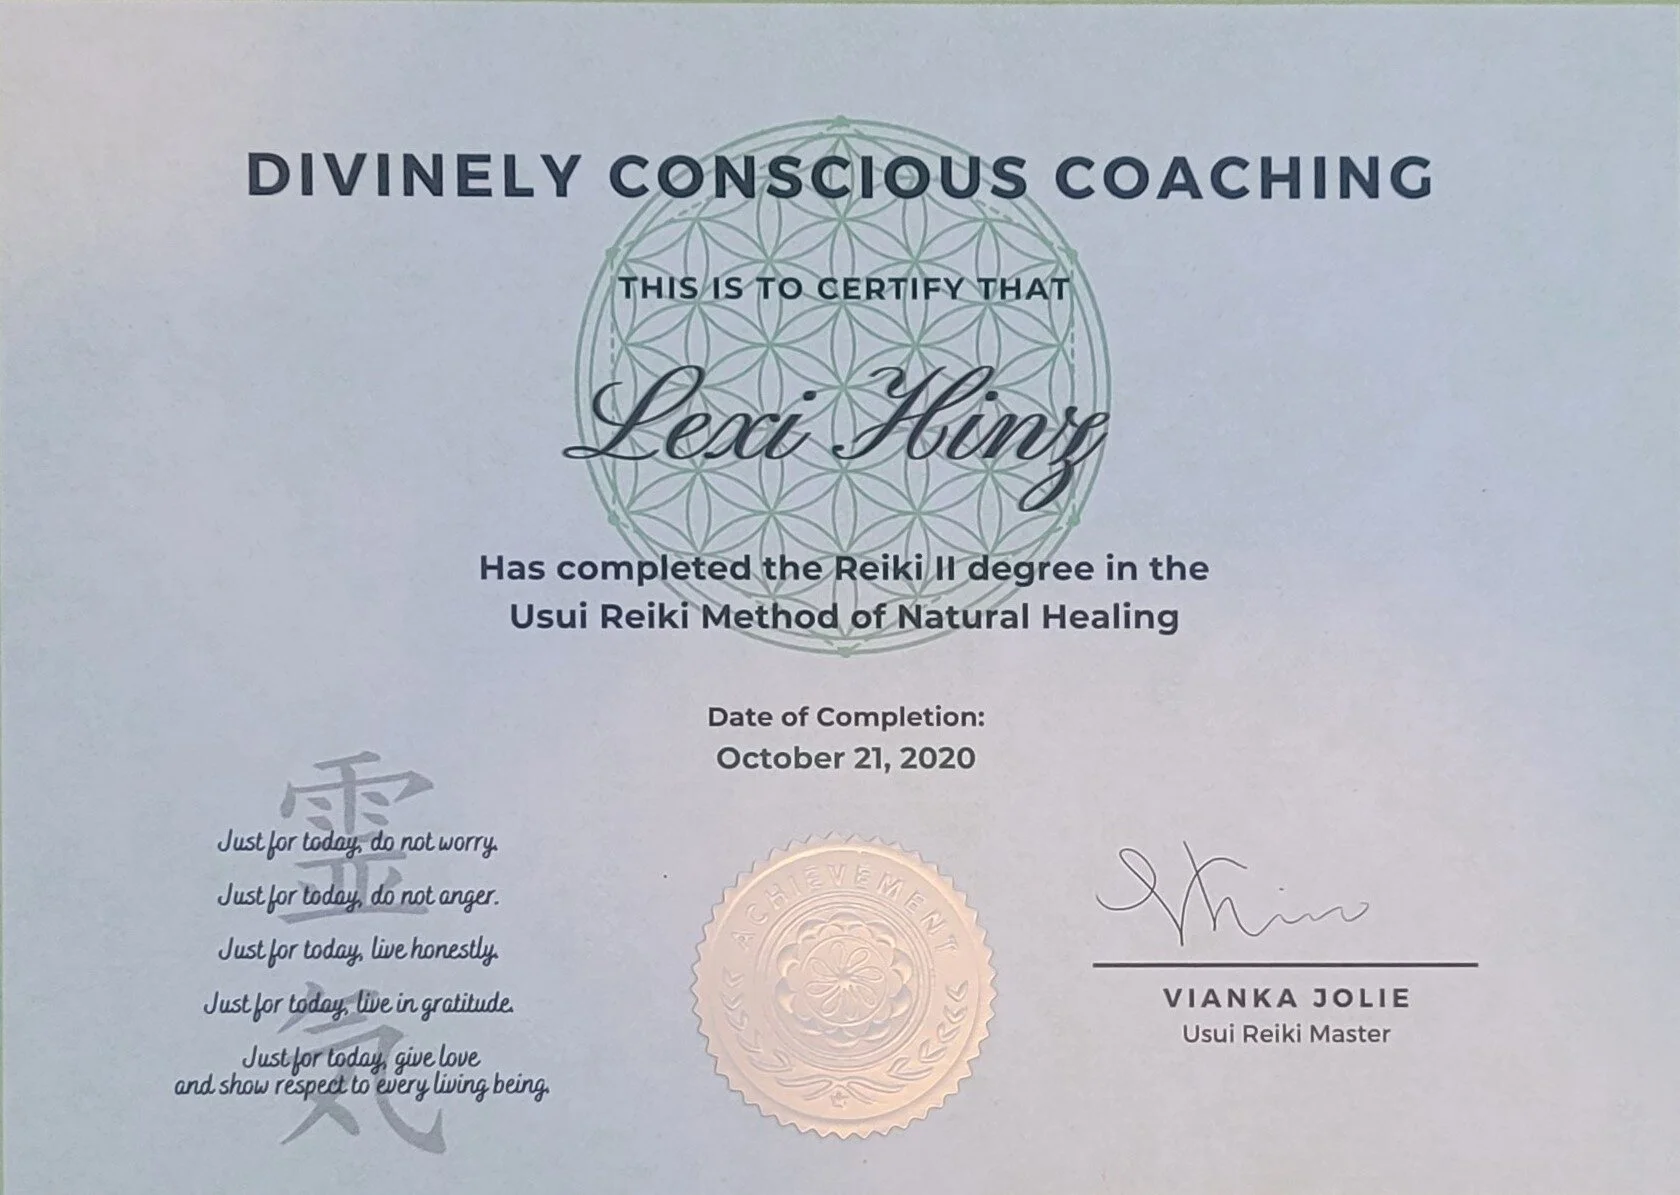 DIVINELY CONSCIOUS COACHING
THIS IS TO CERTIFY THAT
Lexi Hinz
Has completed the Reiki II degree in the
Usui Reiki Method of Natural Healing
Date of Completion:
October 21, 2020
靈
氣
Just for today, do not worry.
Just for today, do not anger.
Just for today, live honestly.
Just for today, live in gratitude.
Just for today, give love
and show respect to every living being.
ACHIEVEMENT
VIANKA JOLIE
Usui Reiki Master